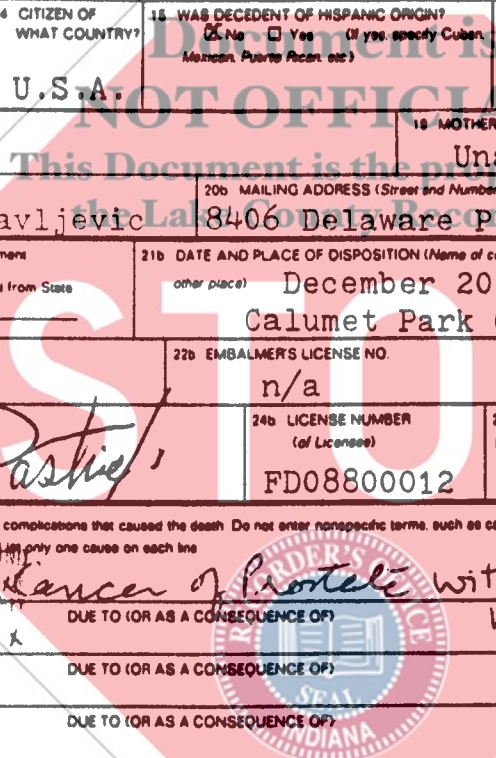 4 CITIZEN OF
WHAT COUNTRY?
U.S.A.
15 WAS DECEDENT OF HISPANIC ORIGIN?
No Yes (If yes, specify Cuban,
Mexican, Puerto Rican, etc)
Document is
NOT OFFICIA
This Document is the prop
the Lake County Recor
18 MOTHER
Una
avljevic
20b MAILING ADDRESS (Street and Number
8406 Delaware P
ment
from State
21b DATE AND PLACE OF DISPOSITION (Name of c
other place)
December 20
Calumet Park
STO
22b EMBALMER'S LICENSE NO.
n/a
24b LICENSE NUMBER
(of Licensee)
FD08800012
complications that caused the death Do not enter nonspecific terms, such as ca
only one cause on each line
Cancer of Prostate wit
DUE TO (OR AS A CONSEQUENCE OF)
DUE TO (OR AS A CONSEQUENCE OF)
DUE TO (OR AS A CONSEQUENCE OF)
RECORDER'S OFFICE
SEAL
INDIANA